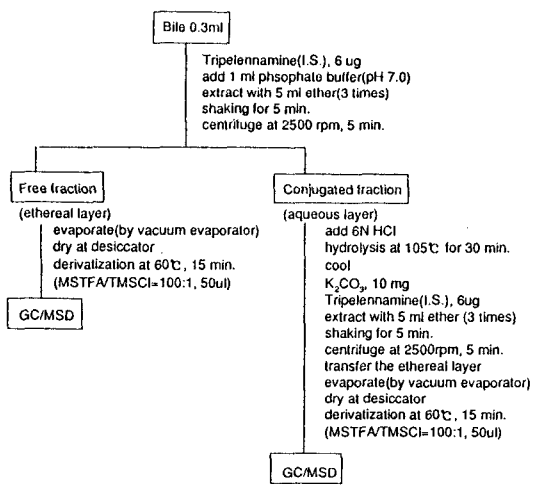 Bile 0.3ml
Tripelennamine(I.S.), 6 ug
add 1 ml phsophate buffer(pH 7.0)
extract with 5 ml ether(3 times)
shaking for 5 min.
centrifuge at 2500 rpm, 5 min.
Free fraction
(ethereal layer)
evaporate(by vacuum evaporator)
dry at desiccator
derivatization at 60℃, 15 min.
(MSTFA/TMSCl=100:1, 50ul)
GC/MSD
Conjugated fraction
(aqueous layer)
add 6N HCl
hydrolysis at 105℃ for 30 min.
cool
K₂CO₃, 10 mg
Tripelennamine(I.S.), 6ug
extract with 5 ml ether (3 times)
shaking for 5 min.
centrifuge at 2500rpm, 5 min.
transfer the ethereal layer
evaporate(by vacuum evaporator)
dry at desiccator
derivatization at 60℃, 15 min.
(MSTFA/TMSCl=100:1, 50ul)
GC/MSD